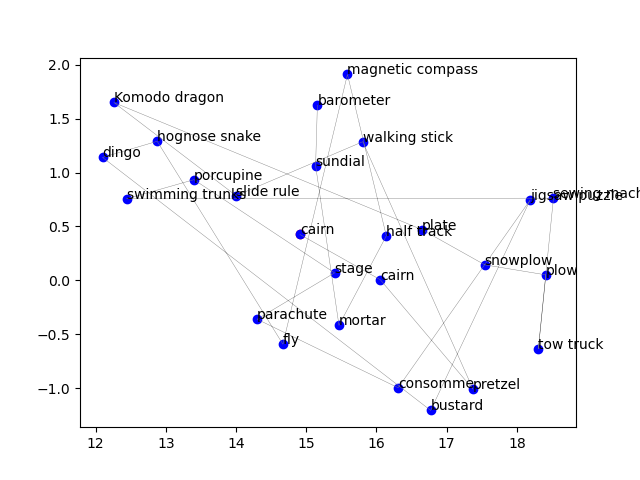 2.0
1.5
1.0
0.5
0.0
−0.5
−1.0
12
13
14
15
16
17
18
magnetic compass
Komodo dragon
barometer
hognose snake
walking stick
dingo
sundial
porcupine
swimming trunks
slide rule
jigsaw puzzle
sewing mach
cairn
half track
plate
stage
cairn
snowplow
plow
parachute
mortar
fly
tow truck
consomme
pretzel
bustard